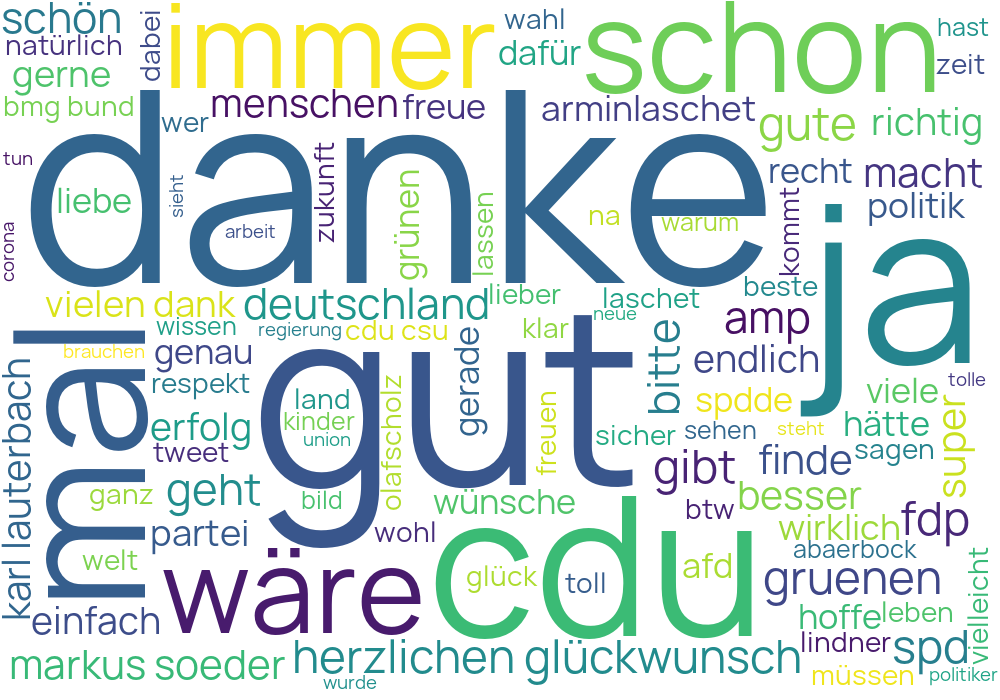 schön
dabei
immer
wahl
schon
hast
natürlich
dafür
zeit
gerne
bmg bund
menschen
freue
arminlaschet
wer
gute
richtig
danke
tun
recht
macht
liebe
sieht
zukunft
grünen
lassen
na
warum
kommt
politik
arbeit
corona
ja
vielen dank
deutschland
lieber
laschet
beste
wissen
regierung
cdu csu
klar
neue
amp
mal
brauchen
genau
gut
gerade
bitte
endlich
respekt
tolle
karl lauterbach
land
olafscholz
freuen
spdde
viele
super
erfolg
kinder
union
sicher
sehen
steht
hätte
tweet
sagen
geht
gibt
finde
ganz
bild
wünsche
besser
btw
partei
wohl
cdu
wirklich
fdp
welt
wäre
abaerbock
glück
toll
afd
gruenen
vielleicht
einfach
hoffe
leben
lindner
spd
markus soeder
herzlichen glückwunsch
müssen
politiker
wurde